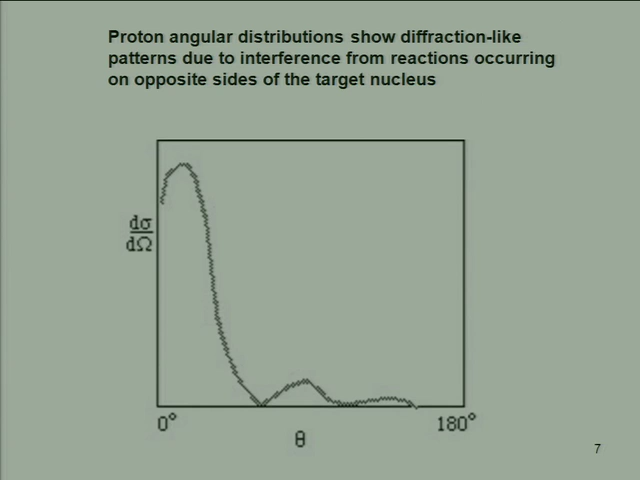 Proton angular distributions show diffraction-like
patterns due to interference from reactions occurring
on opposite sides of the target nucleus
dσ
dΩ
0° 180°
θ
7